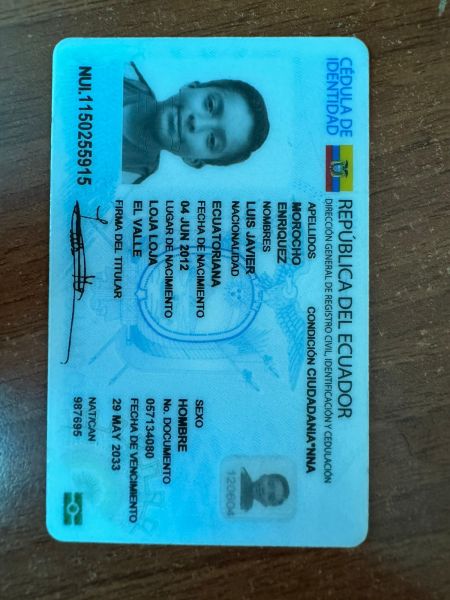 CÉDULA DE
IDENTIDAD
REPÚBLICA DEL ECUADOR
DIRECCIÓN GENERAL DE REGISTRO CIVIL, IDENTIFICACIÓN Y CEDULACIÓN
APELLIDOS
CONDICIÓN CIUDADANÍA*NNA
MOROCHO
ENRIQUEZ
NOMBRES
LUIS JAVIER
NACIONALIDAD
ECUATORIANA
FECHA DE NACIMIENTO
04 JUN 2012
LUGAR DE NACIMIENTO
LOJA LOJA
EL VALLE
FIRMA DEL TITULAR
SEXO
HOMBRE
No. DOCUMENTO
057134080
FECHA DE VENCIMIENTO
29 MAY 2033
NAT/CAN
987695
NUI.1150255915
120604